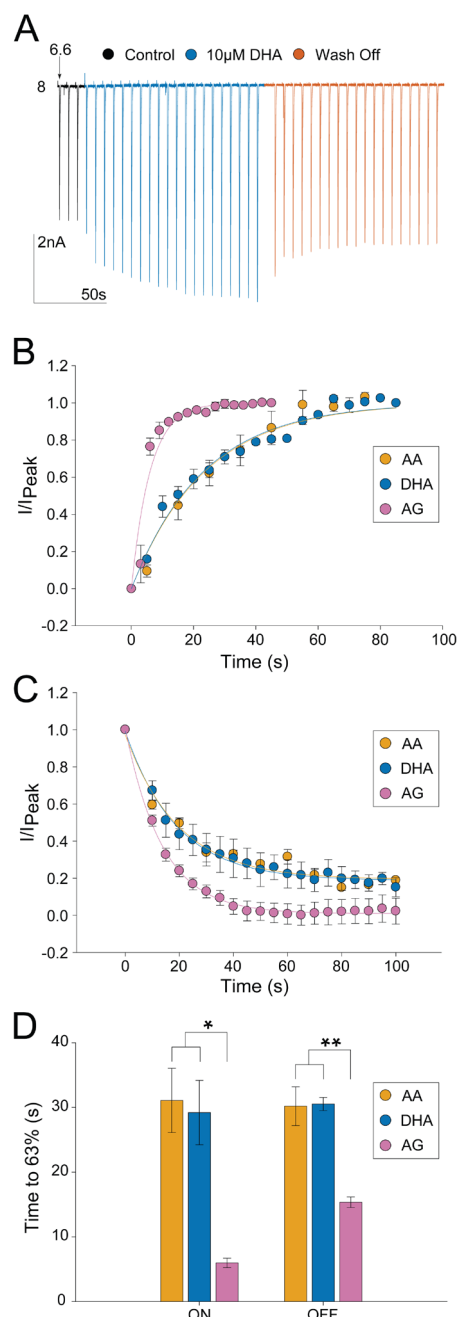 A
6.6
Control
10µM DHA
Wash Off
8
2nA
50s
B
1.2
1.0
0.8
0.6
0.4
0.2
0.0
-0.2
I/IPeak
AA
DHA
AG
0 20 40 60 80 100
Time (s)
C
1.2
1.0
0.8
0.6
0.4
0.2
0.0
-0.2
I/IPeak
AA
DHA
AG
0 20 40 60 80 100
Time (s)
D
40
30
20
10
0
Time to 63% (s)
*
**
AA
DHA
AG
ON OFF